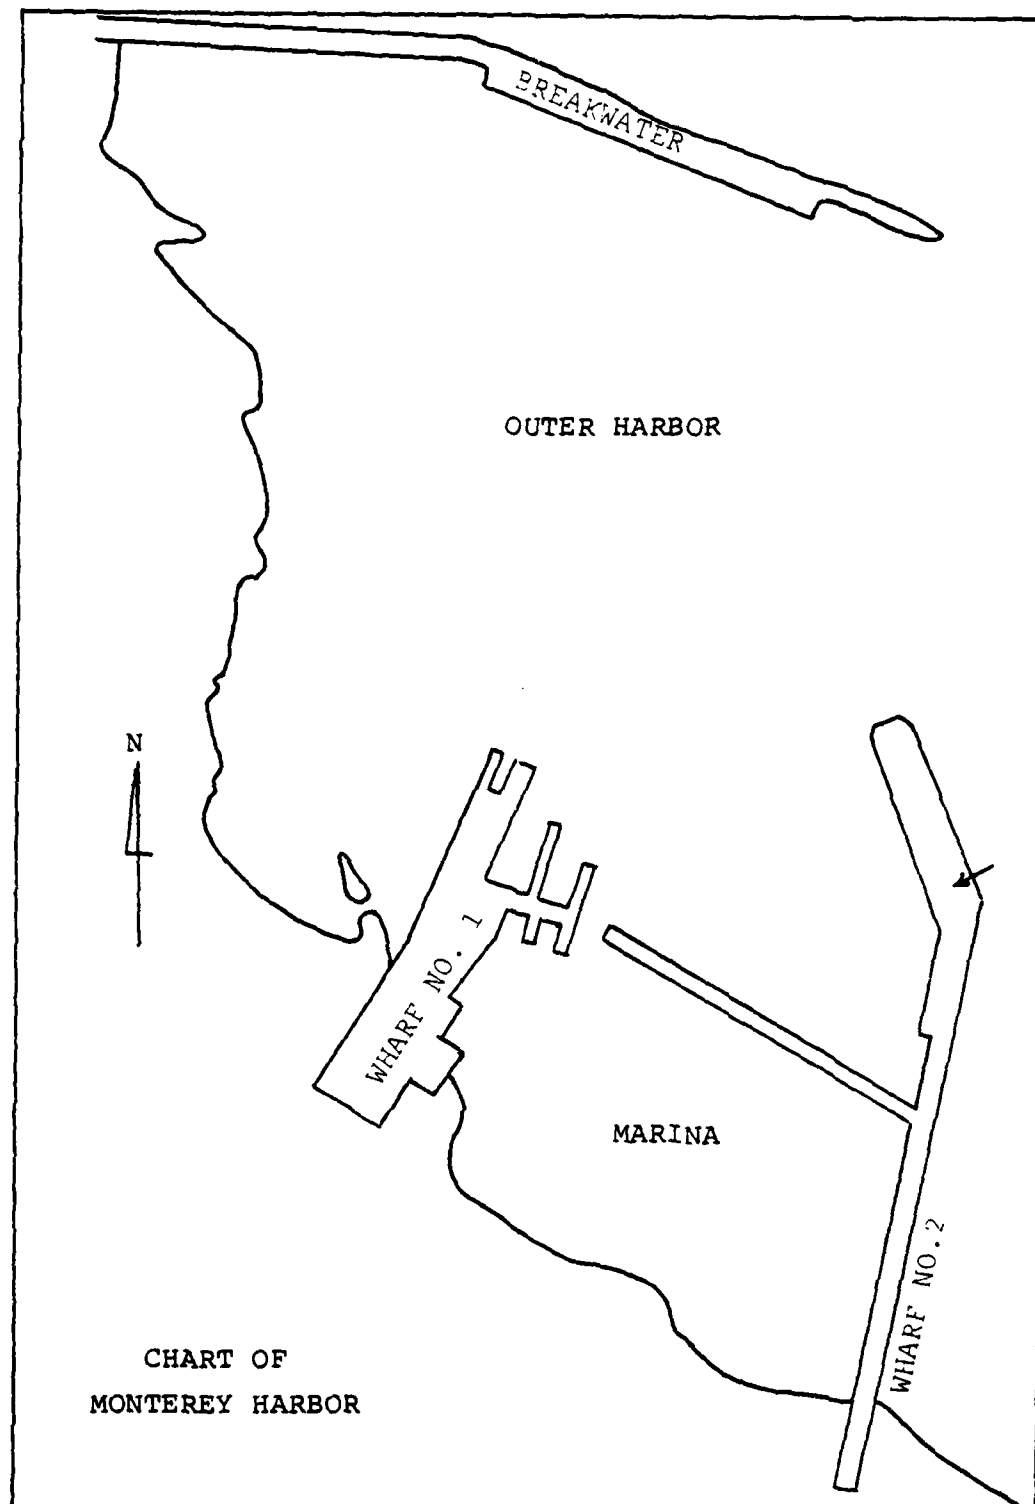 BREAKWATER
OUTER HARBOR
N
WHARF NO. 1
MARINA
WHARF NO.2
CHART OF
MONTEREY HARBOR